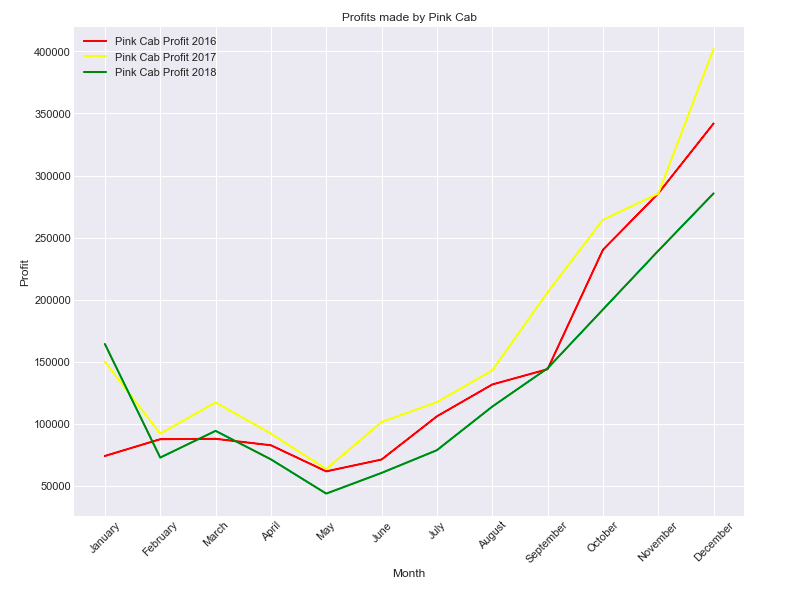 Profits made by Pink Cab
Pink Cab Profit 2016
Pink Cab Profit 2017
Pink Cab Profit 2018
400000
350000
300000
250000
200000
150000
100000
50000
Profit
January
February
March
April
May
June
July
August
September
October
November
December
Month